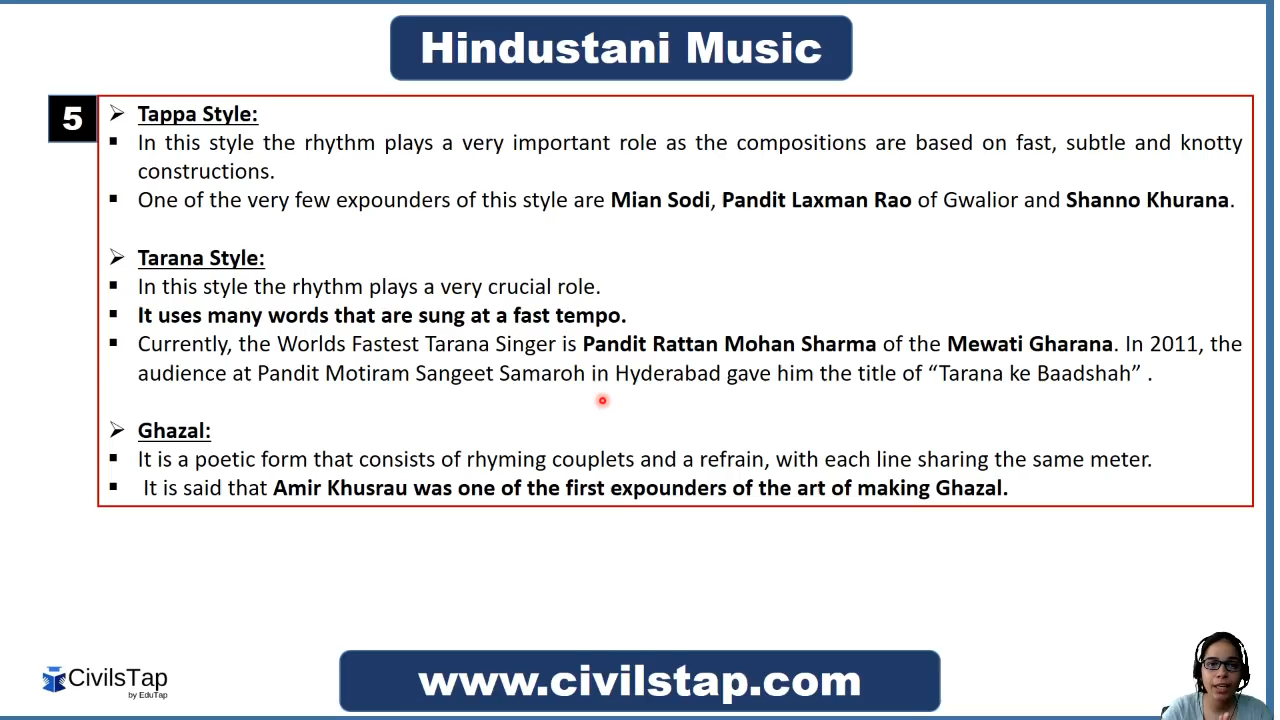 Hindustani Music
5
➢ Tappa Style:
▪ In this style the rhythm plays a very important role as the compositions are based on fast, subtle and knotty
constructions.
▪ One of the very few expounders of this style are Mian Sodi, Pandit Laxman Rao of Gwalior and Shanno Khurana.
➢ Tarana Style:
▪ In this style the rhythm plays a very crucial role.
▪ It uses many words that are sung at a fast tempo.
▪ Currently, the Worlds Fastest Tarana Singer is Pandit Rattan Mohan Sharma of the Mewati Gharana. In 2011, the
audience at Pandit Motiram Sangeet Samaroh in Hyderabad gave him the title of “Tarana ke Baadshah” .
➢ Ghazal:
▪ It is a poetic form that consists of rhyming couplets and a refrain, with each line sharing the same meter.
▪ It is said that Amir Khusrau was one of the first expounders of the art of making Ghazal.
CivilsTap
by EduTap
www.civilstap.com